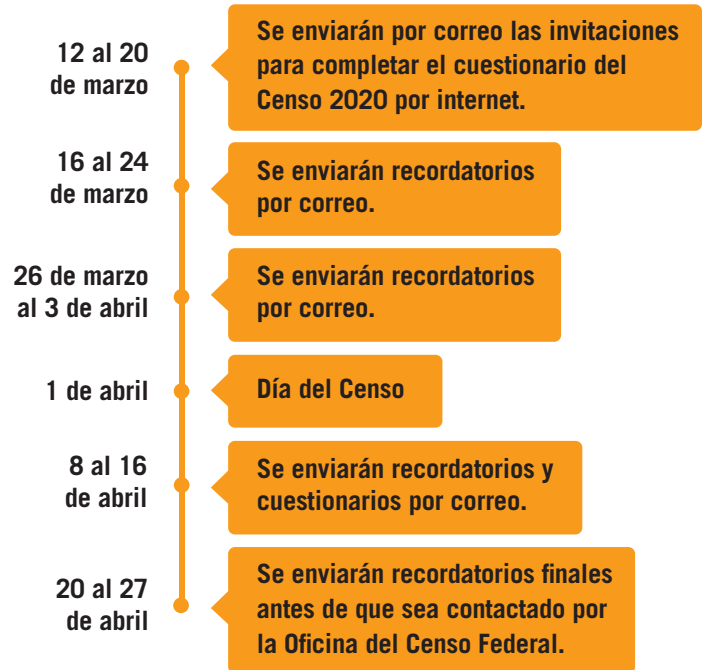 12 al 20
de marzo
Se enviarán por correo las invitaciones
para completar el cuestionario del
Censo 2020 por internet.
16 al 24
de marzo
Se enviarán recordatorios
por correo.
26 de marzo
al 3 de abril
Se enviarán recordatorios
por correo.
1 de abril
Día del Censo
8 al 16
de abril
Se enviarán recordatorios y
cuestionarios por correo.
20 al 27
de abril
Se enviarán recordatorios finales
antes de que sea contactado por
la Oficina del Censo Federal.